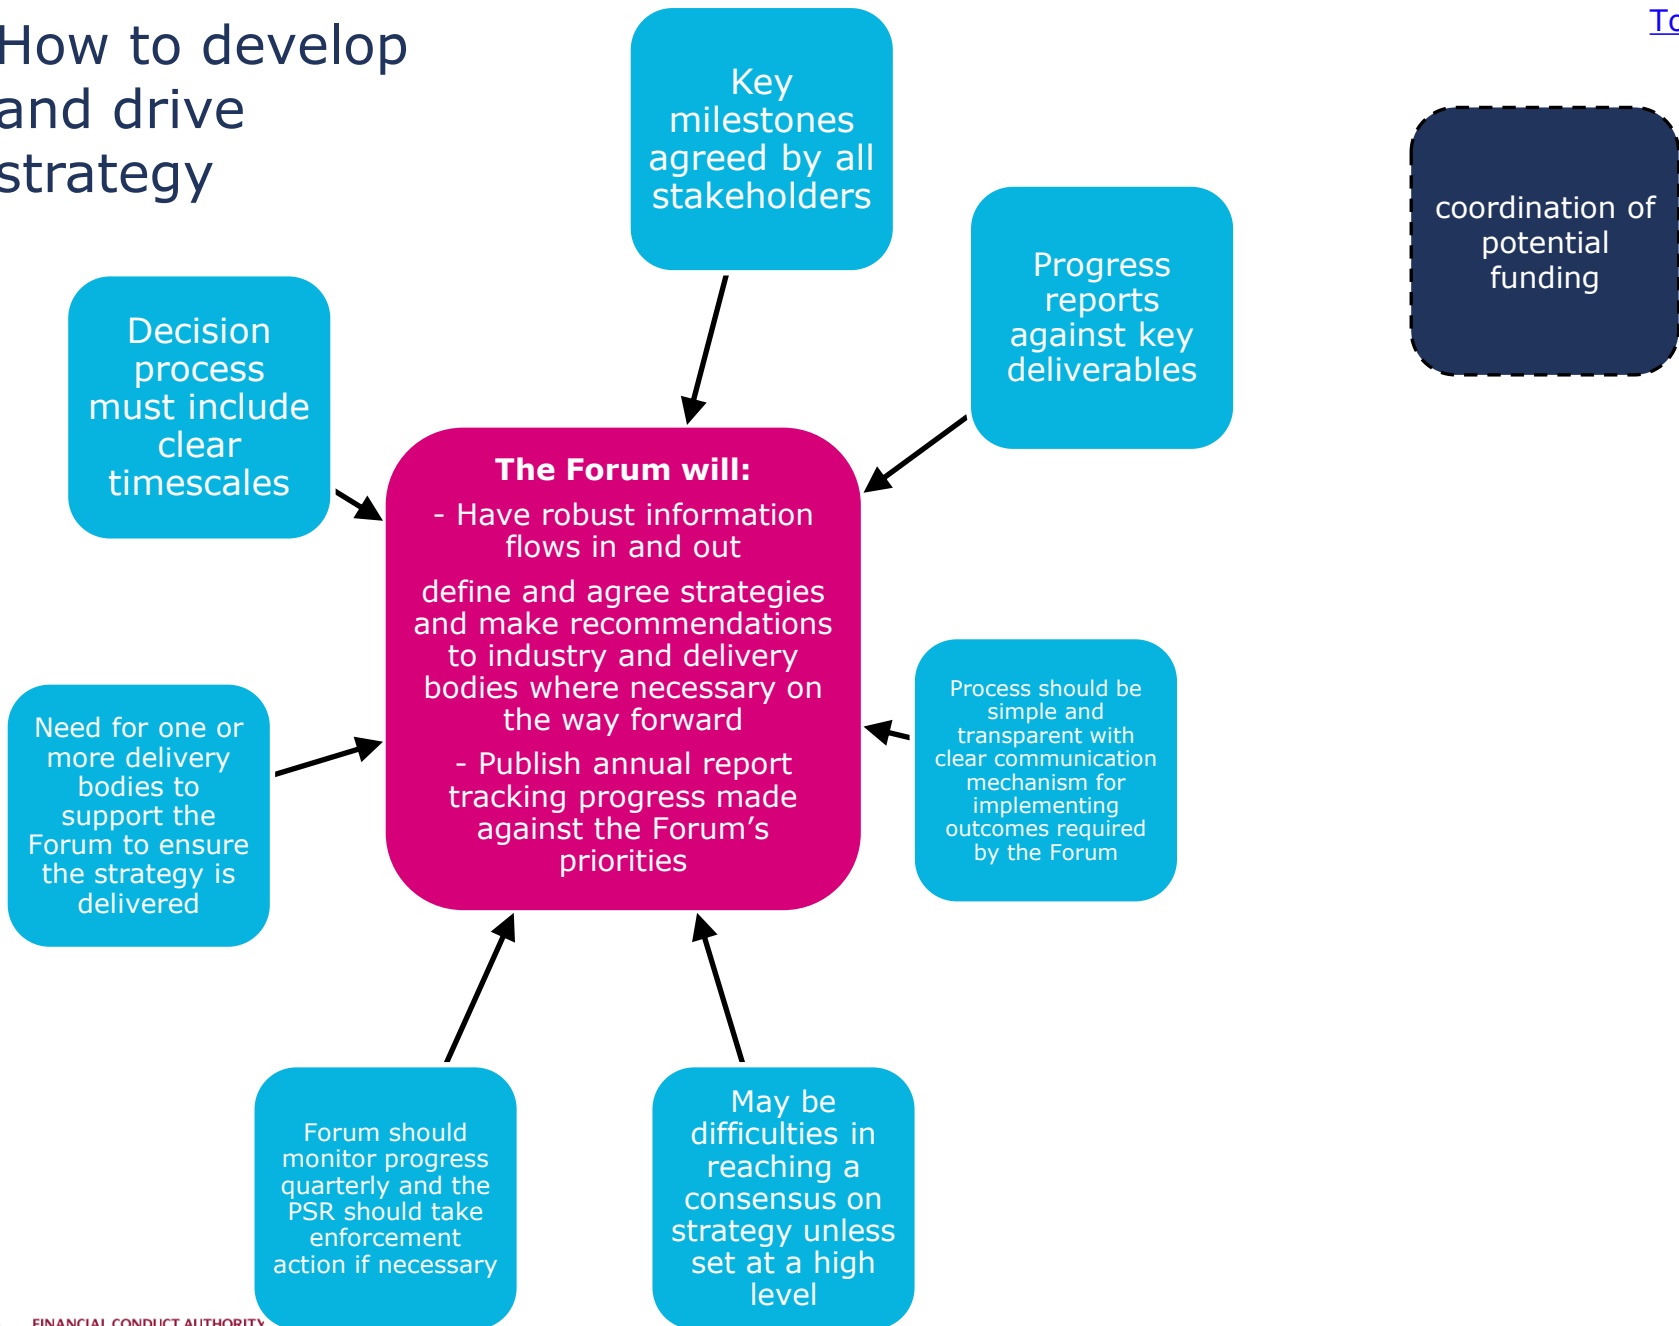 How to develop
and drive
strategy
To
Key
milestones
agreed by all
stakeholders
coordination of
potential
funding
Progress
reports
against key
deliverables
Decision
process
must include
clear
timescales
The Forum will:
- Have robust information
flows in and out
define and agree strategies
and make recommendations
to industry and delivery
bodies where necessary on
the way forward
- Publish annual report
tracking progress made
against the Forum’s
priorities
Process should be
simple and
transparent with
clear communication
mechanism for
implementing
outcomes required
by the Forum
Need for one or
more delivery
bodies to
support the
Forum to ensure
the strategy is
delivered
Forum should
monitor progress
quarterly and the
PSR should take
enforcement
action if necessary
May be
difficulties in
reaching a
consensus on
strategy unless
set at a high
level
FINANCIAL CONDUCT AUTHORITY